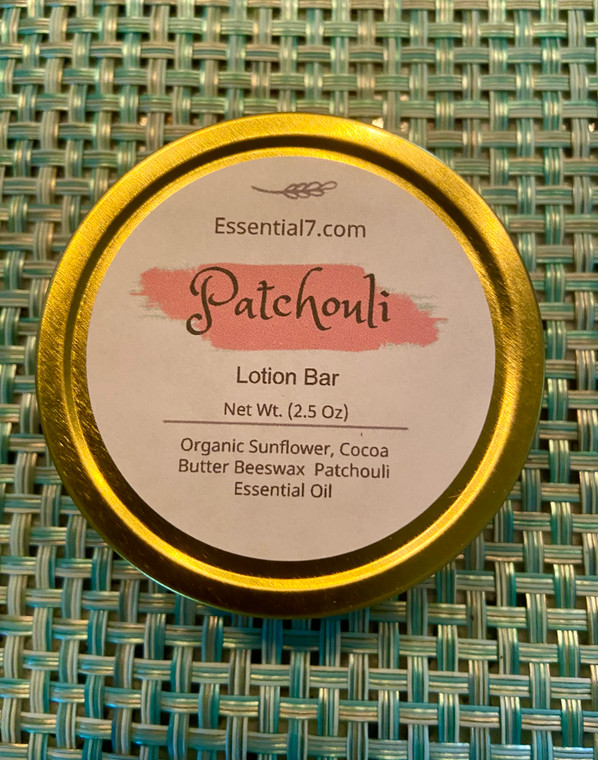 Essential7.com
Patchouli
Lotion Bar
Net Wt. (2.5 Oz)
Organic Sunflower, Cocoa
Butter Beeswax Patchouli
Essential Oil